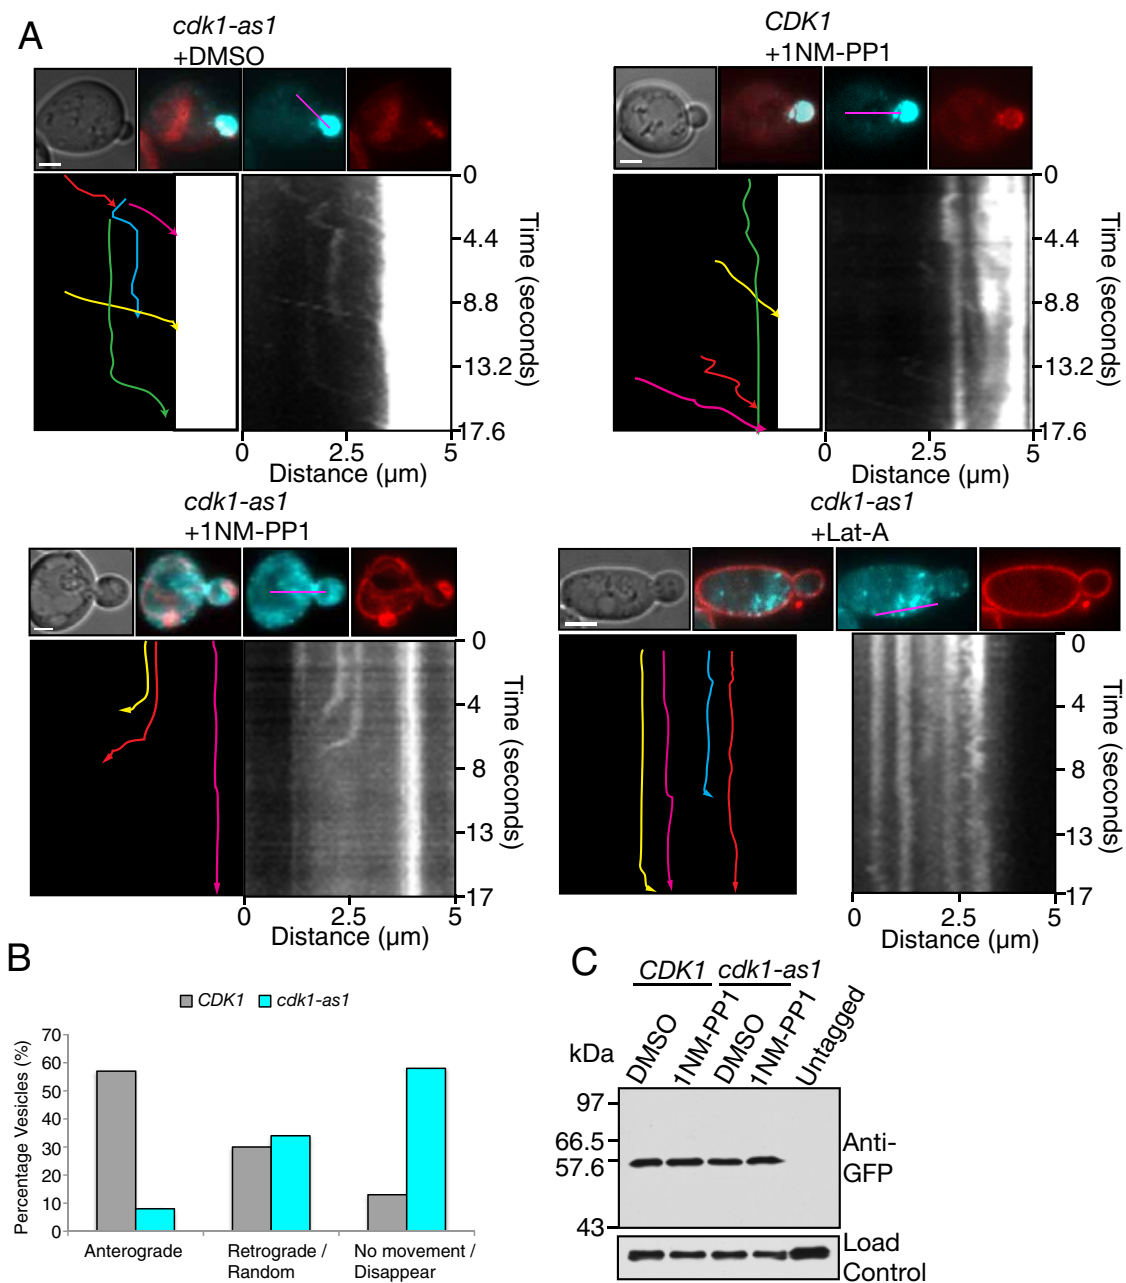 A
cdk1-as1
+DMSO
CDK1
+1NM-PP1
0
4.4
8.8
13.2
17.6
Time (seconds)
0
2.5
5
Distance (µm)
0
4.4
8.8
13.2
17.6
Time (seconds)
0
2.5
5
Distance (µm)
cdk1-as1
+1NM-PP1
cdk1-as1
+Lat-A
0
4
8
13
17
Time (seconds)
0
2.5
5
Distance (µm)
0
4
8
13
17
Time (seconds)
0
2.5
5
Distance (µm)
B
CDK1
cdk1-as1
Percentage Vesicles (%)
70
60
50
40
30
20
10
0
Anterograde
Retrograde /
Random
No movement /
Disappear
C
CDK1
cdk1-as1
kDa
DMSO
1NM-PP1
DMSO
1NM-PP1
Untagged
97
66.5
57.6
43
Anti-
GFP
Load
Control